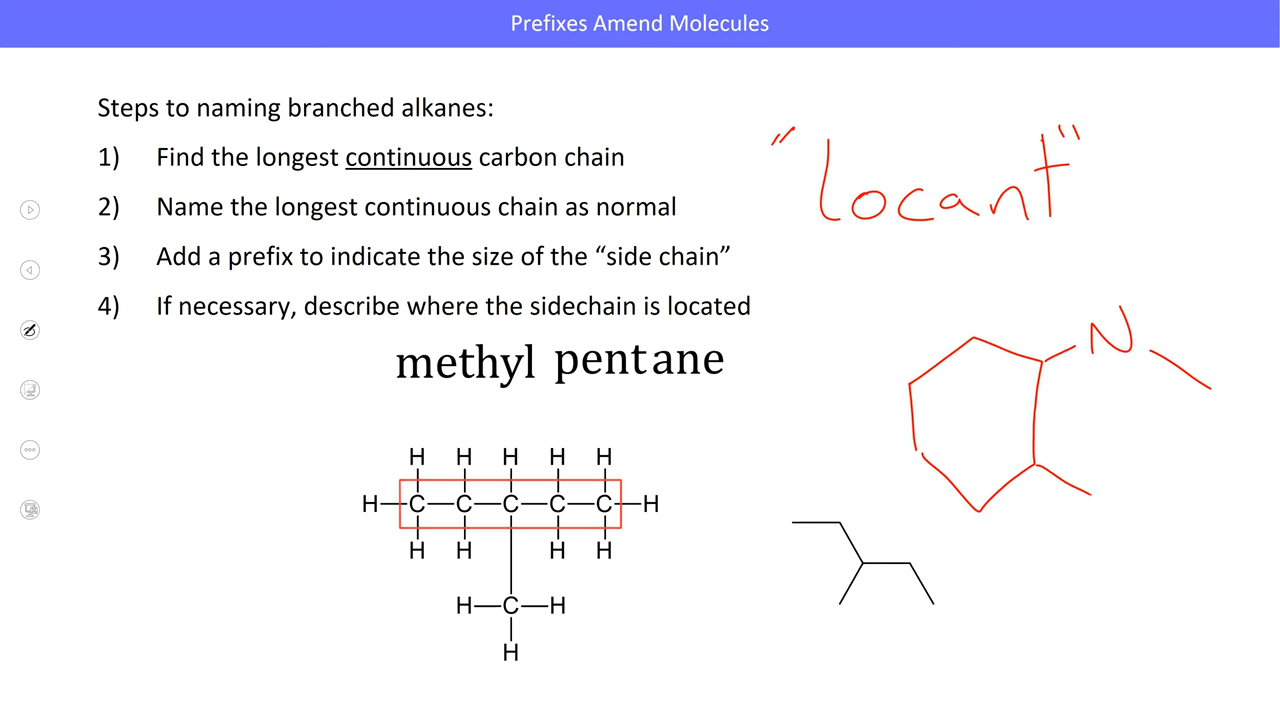 Prefixes Amend Molecules
Steps to naming branched alkanes:
1) Find the longest continuous carbon chain
2) Name the longest continuous chain as normal
3) Add a prefix to indicate the size of the “side chain”
4) If necessary, describe where the sidechain is located
"locant"
methyl pentane
N
H H H H H
H—C—C—C—C—C—H
H H H H
H—C—H
H